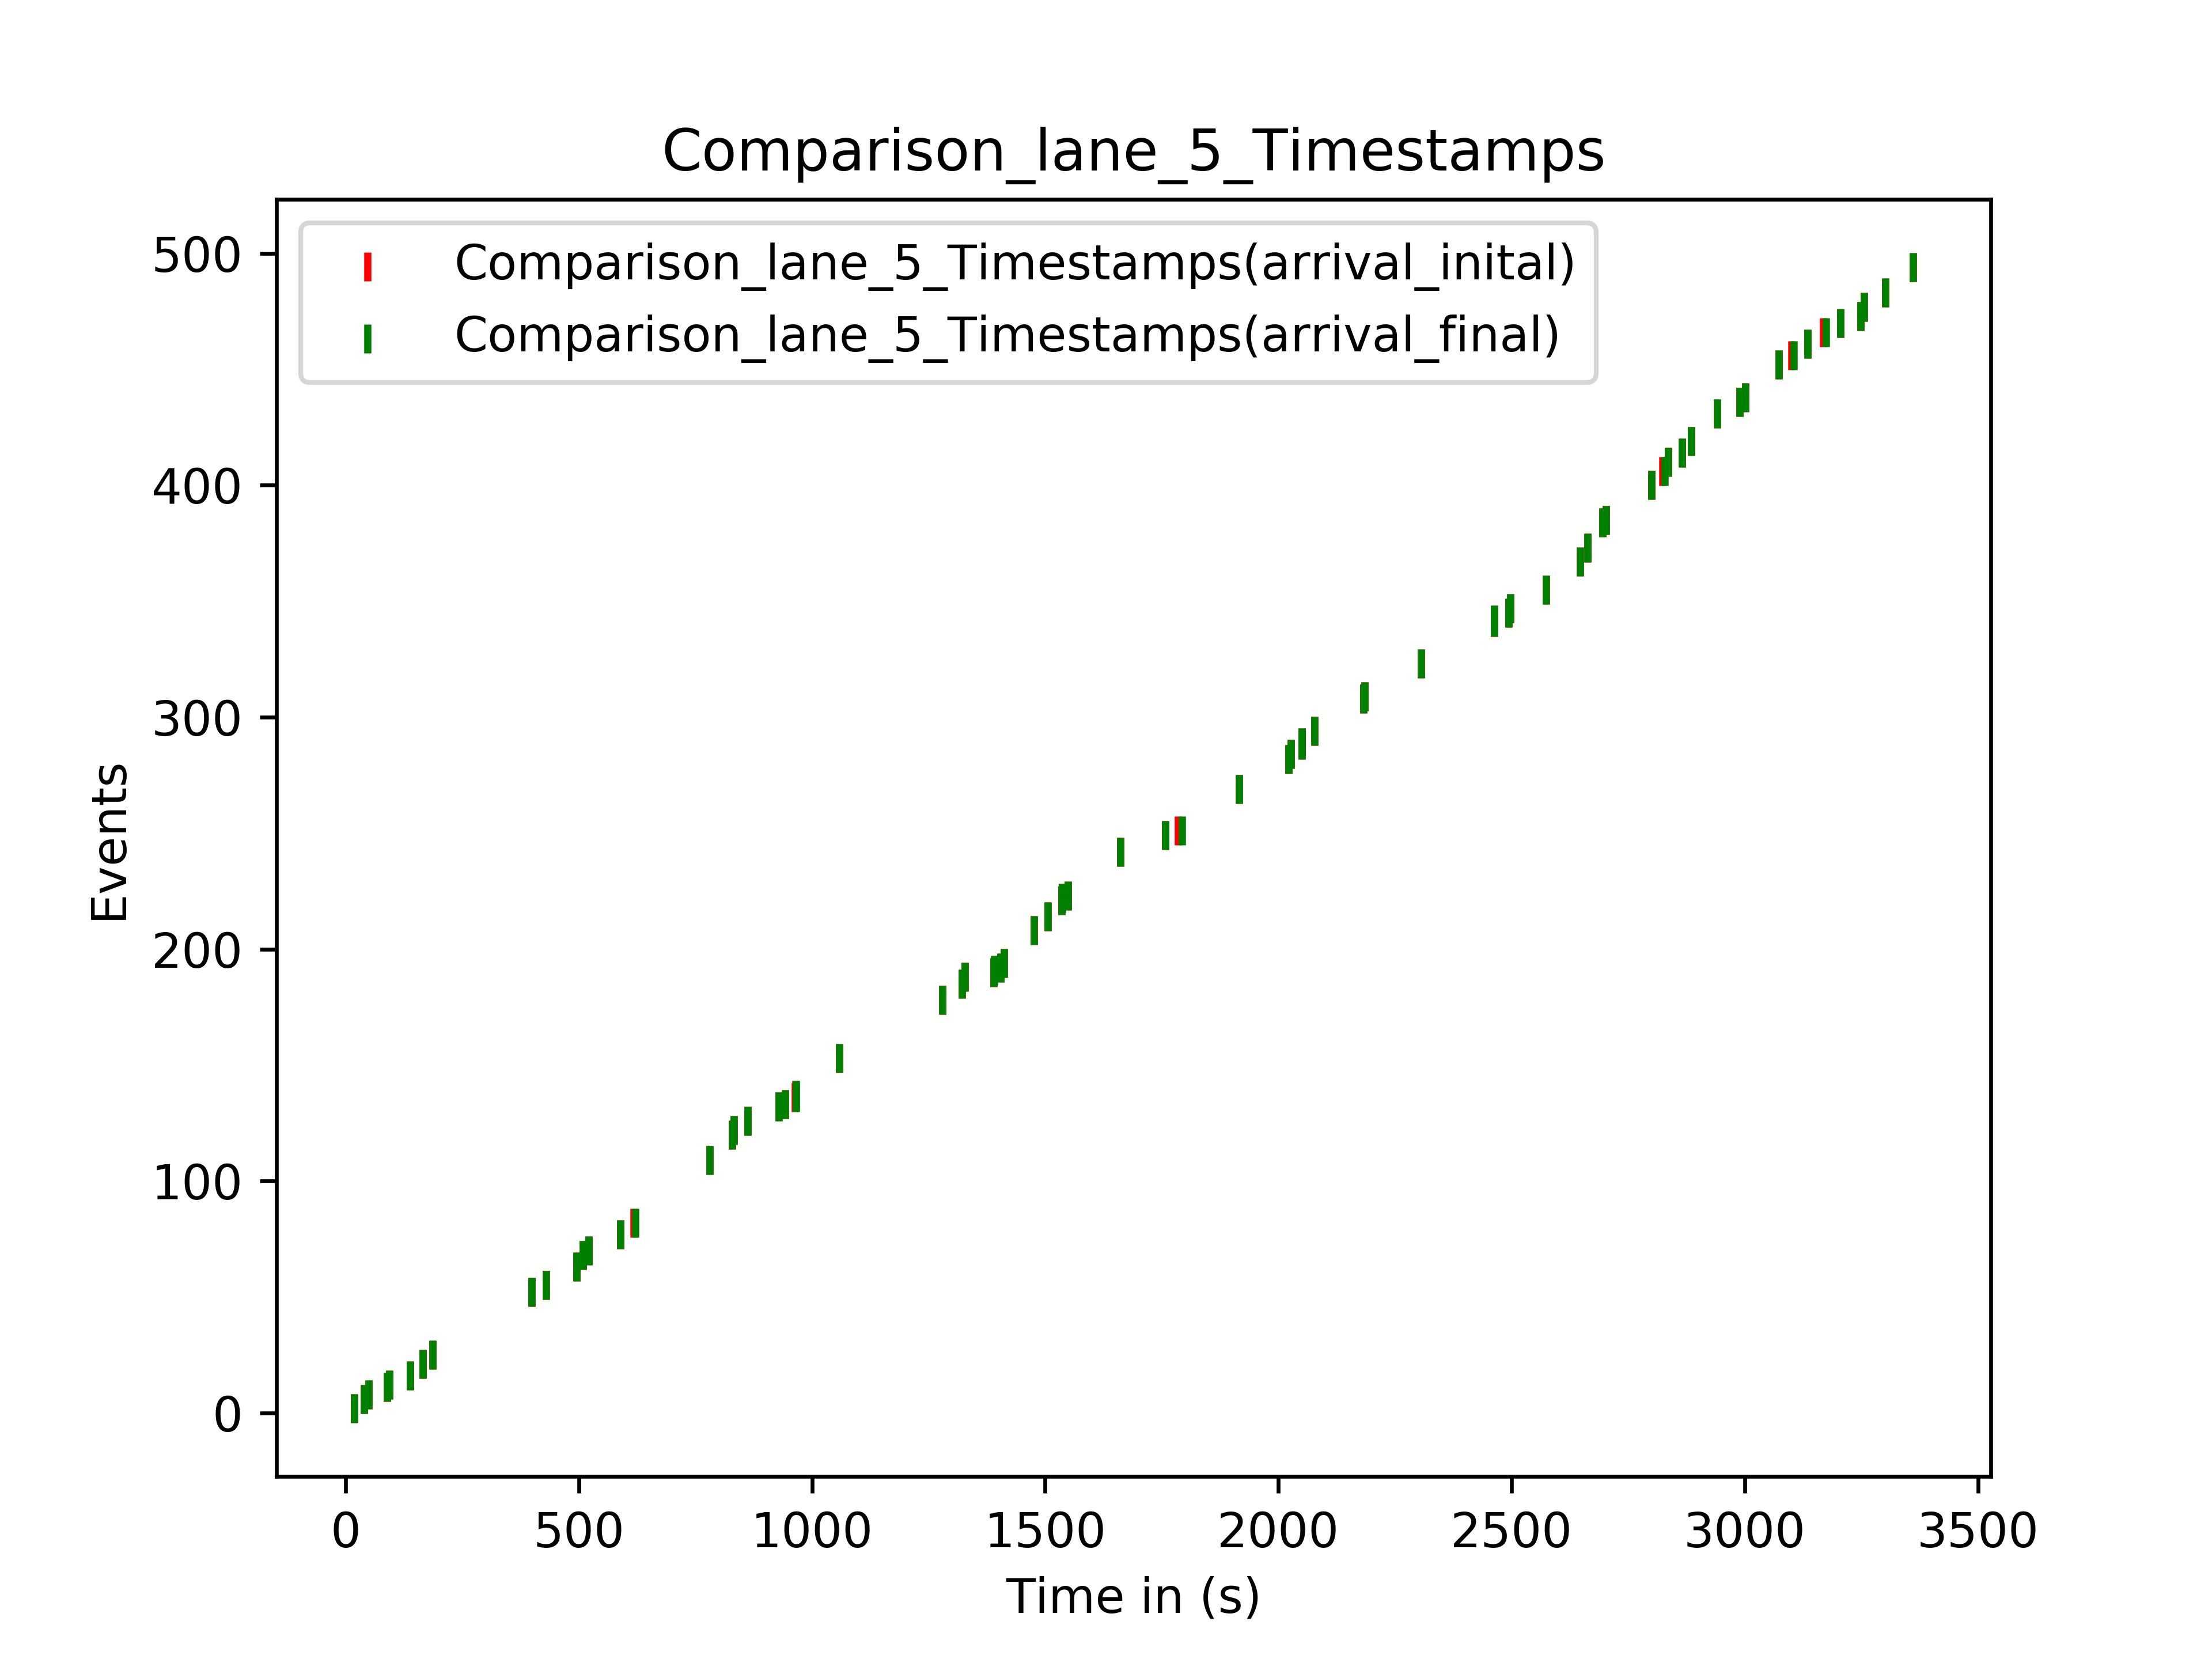 Comparison_lane_5_Timestamps
Comparison_lane_5_Timestamps(arrival_inital)
Comparison_lane_5_Timestamps(arrival_final)
500
400
300
200
100
0
Events
0 500 1000 1500 2000 2500 3000 3500
Time in (s)